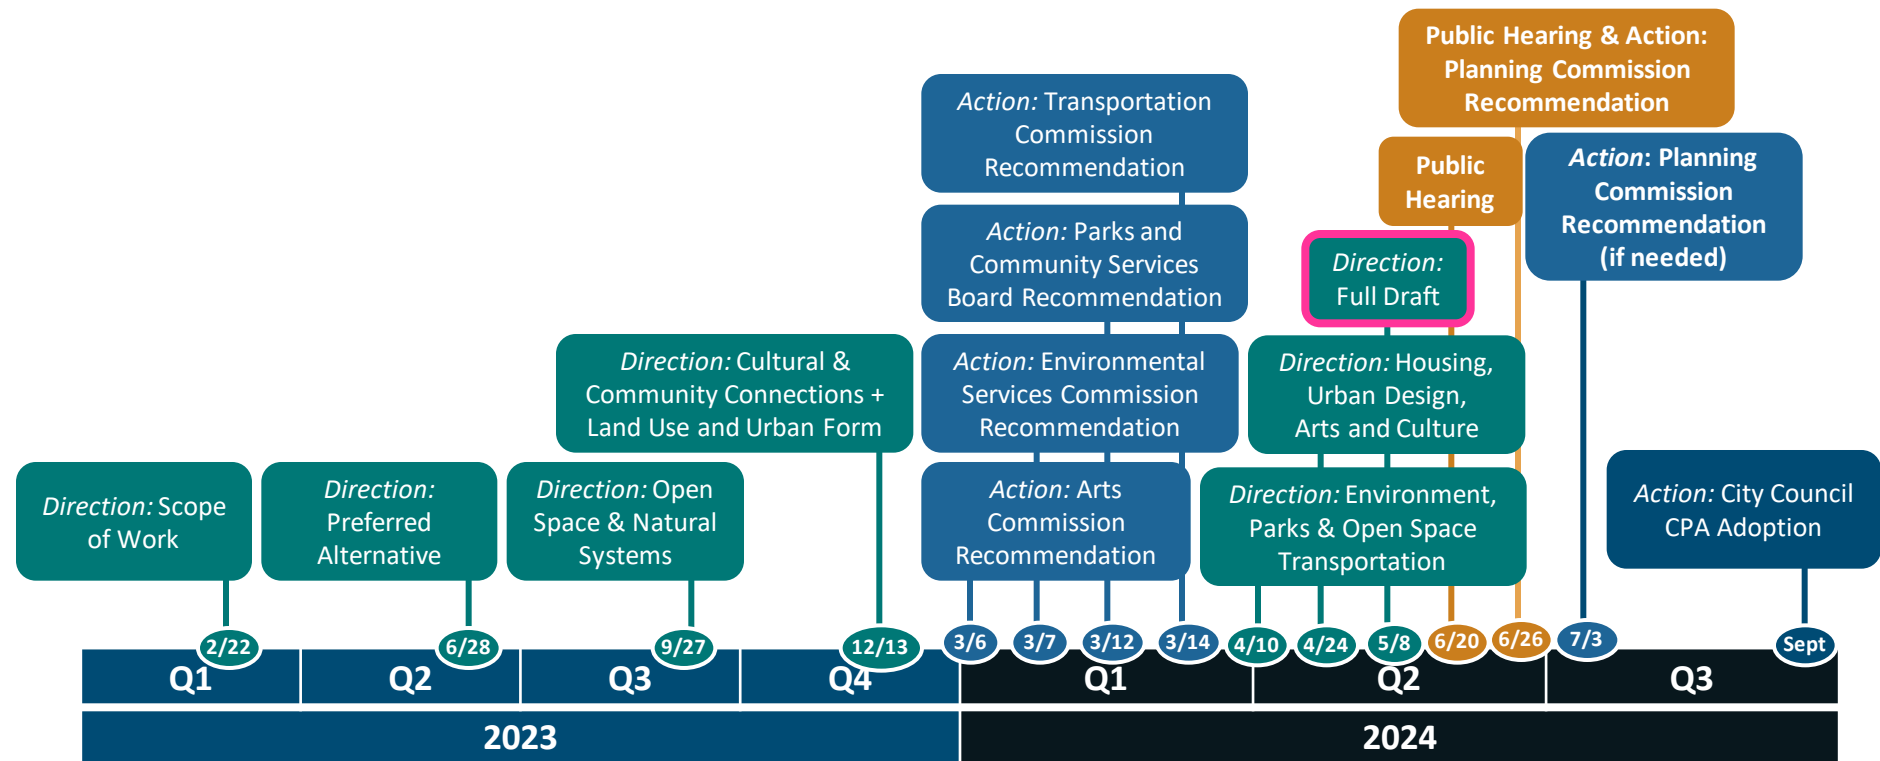 Public Hearing & Action:
Planning Commission
Recommendation
Action: Transportation
Commission
Recommendation
Public
Hearing
Action: Planning
Commission
Recommendation
(if needed)
Action: Parks and
Community Services
Board Recommendation
Direction:
Full Draft
Direction: Cultural &
Community Connections +
Land Use and Urban Form
Action: Environmental
Services Commission
Recommendation
Direction: Housing,
Urban Design,
Arts and Culture
Direction: Scope
of Work
Direction:
Preferred
Alternative
Direction: Open
Space & Natural
Systems
Action: Arts
Commission
Recommendation
Direction: Environment,
Parks & Open Space
Transportation
Action: City Council
CPA Adoption
2/22
6/28
9/27
12/13
3/6
3/7
3/12
3/14
4/10
4/24
5/8
6/20
6/26
7/3
Sept
Q1
Q2
Q3
Q4
Q1
Q2
Q3
2023
2024